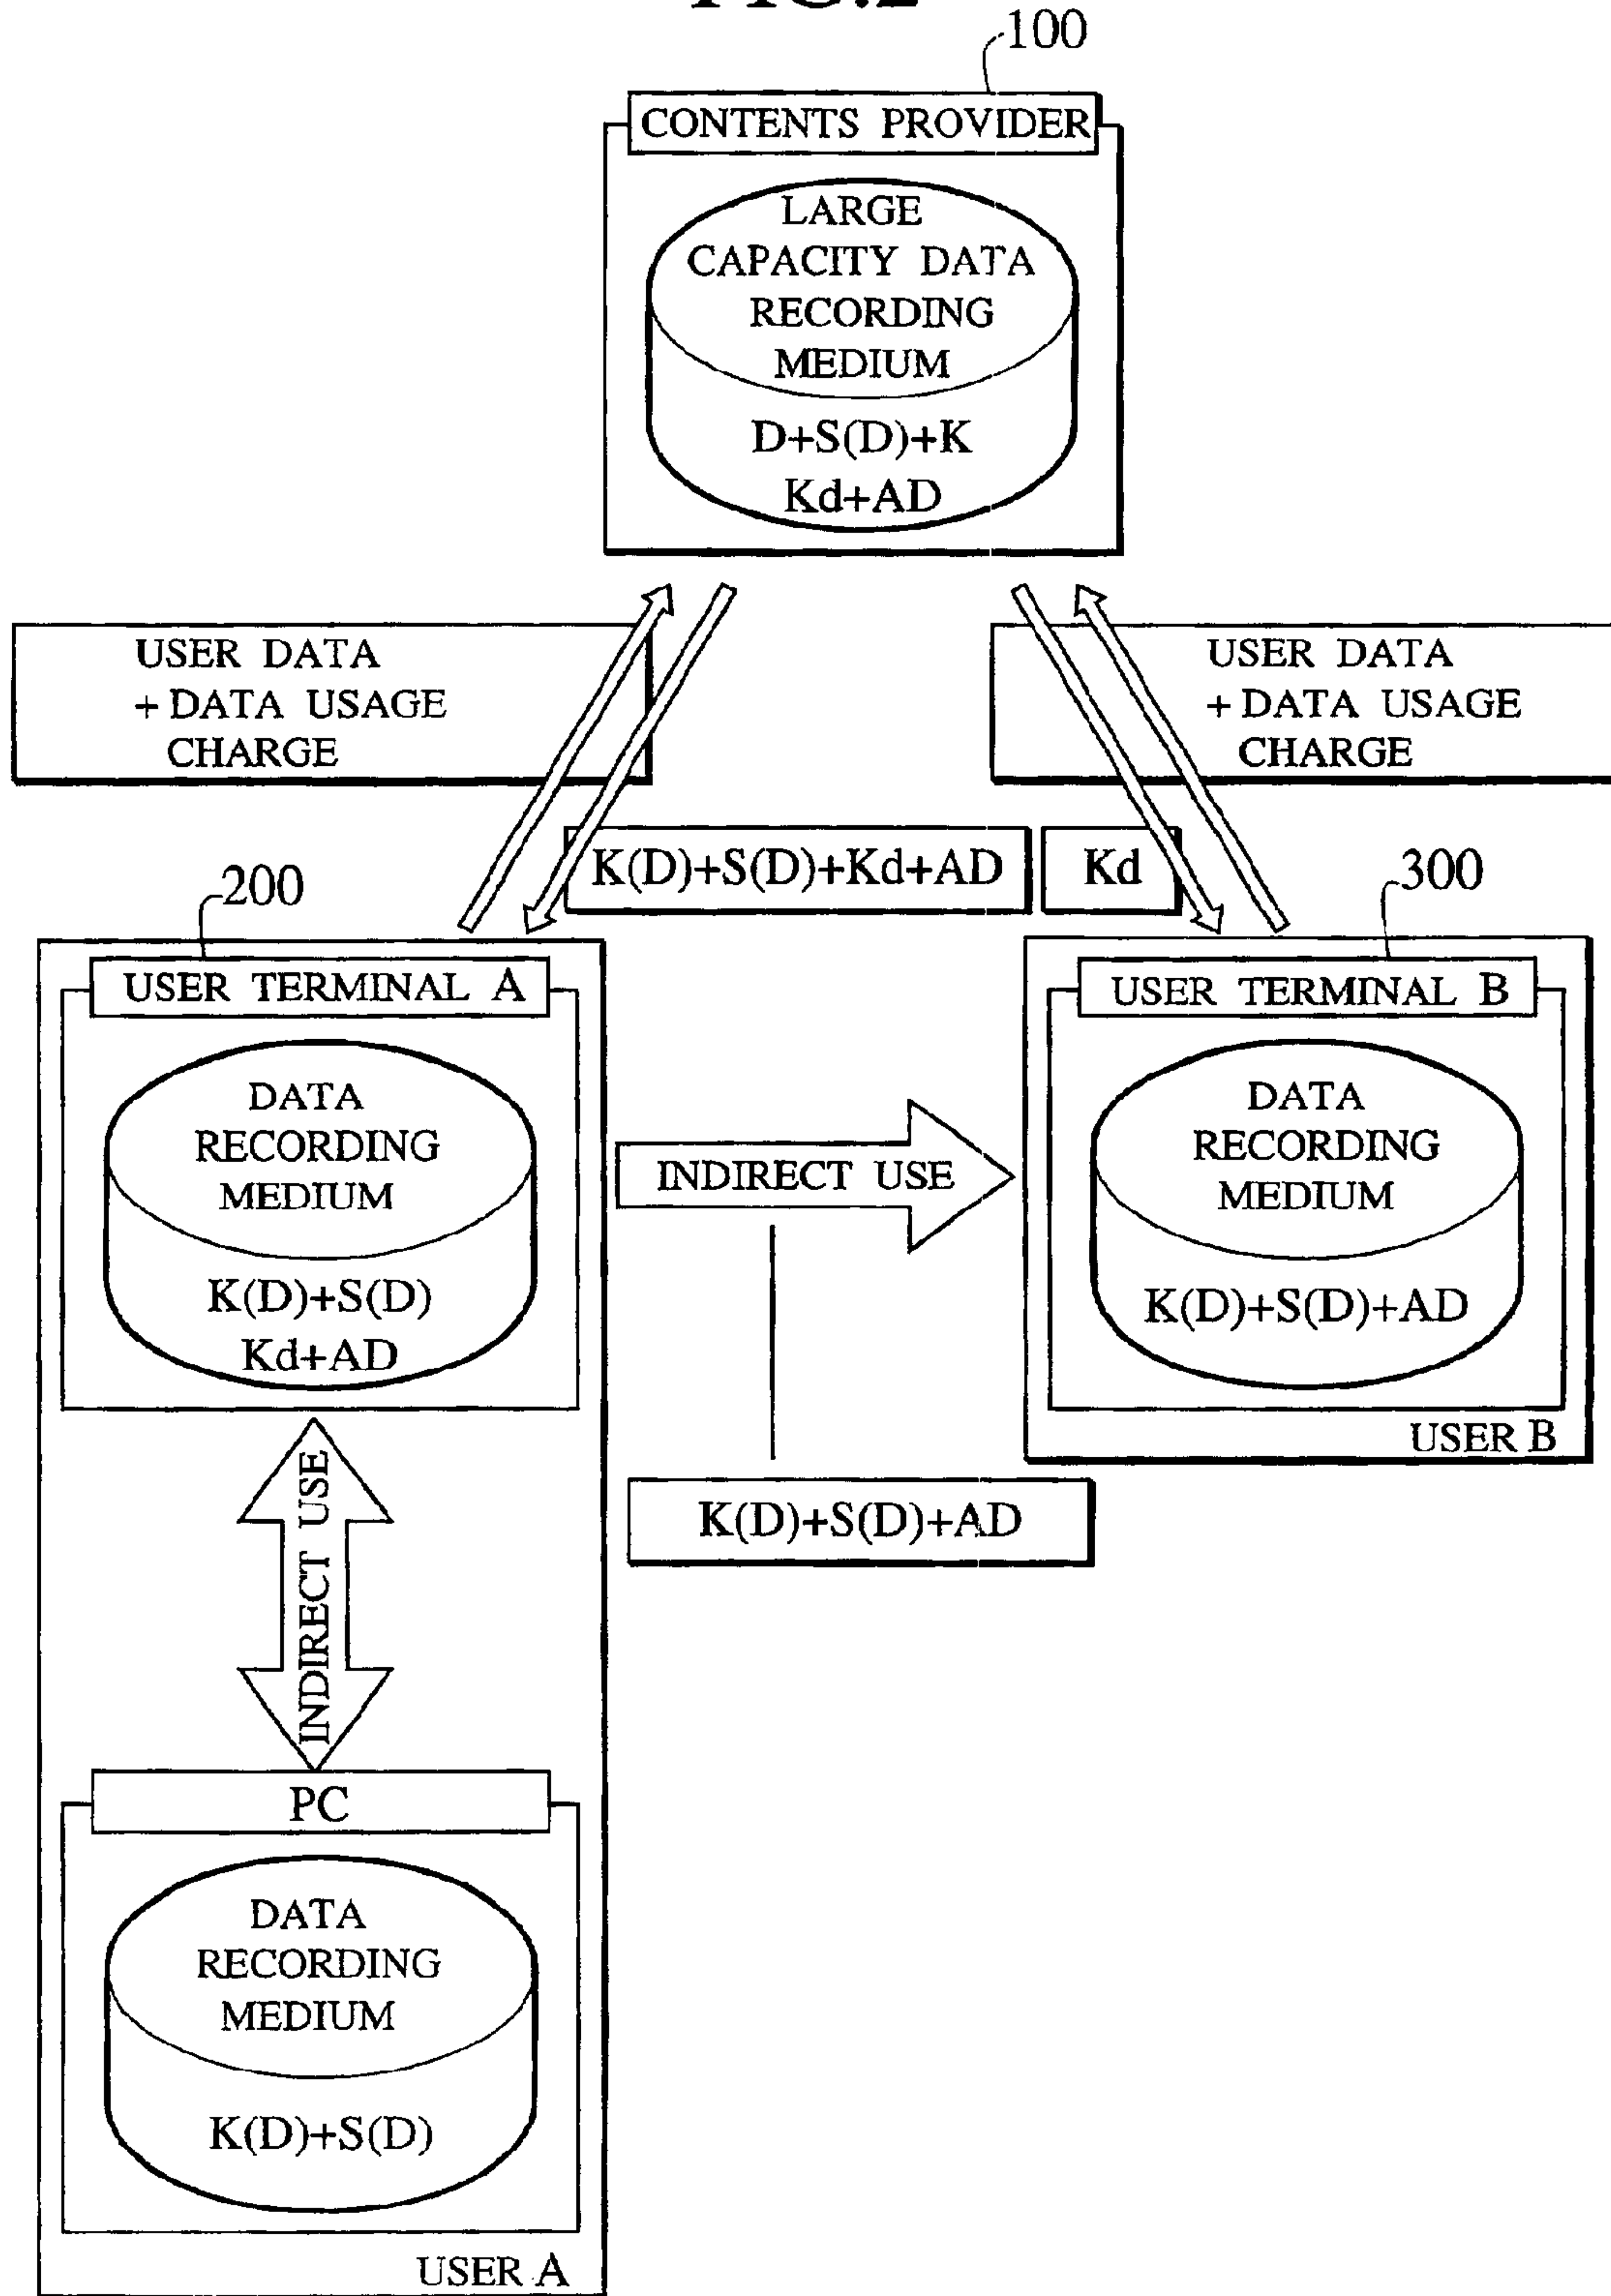 FIG.2
100
CONTENTS PROVIDER
LARGE
CAPACITY DATA
RECORDING
MEDIUM
D+S(D)+K
Kd+AD
USER DATA
+ DATA USAGE
CHARGE
USER DATA
+ DATA USAGE
CHARGE
K(D)+S(D)+Kd+AD
Kd
200
USER TERMINAL A
DATA
RECORDING
MEDIUM
K(D)+S(D)
Kd+AD
INDIRECT USE
300
USER TERMINAL B
DATA
RECORDING
MEDIUM
K(D)+S(D)+AD
USER B
K(D)+S(D)+AD
INDIRECT USE
PC
DATA
RECORDING
MEDIUM
K(D)+S(D)
USER A